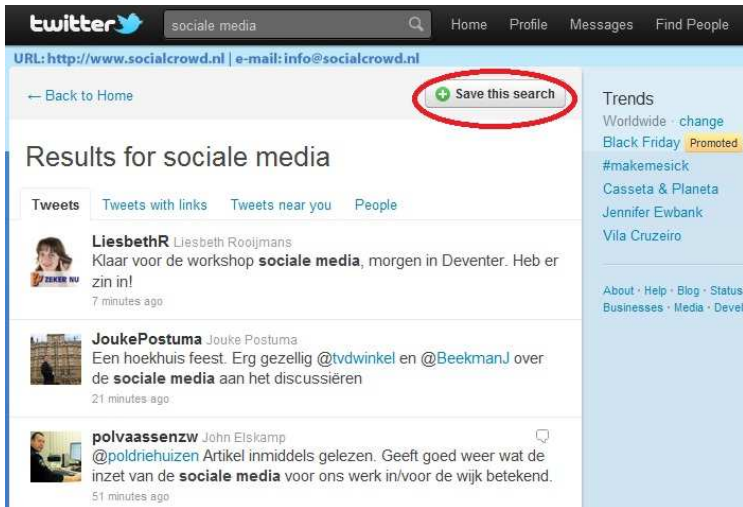 twitter
sociale media
Home Profile Messages Find People
URL: http://www.socialcrowd.nl | e-mail: info@socialcrowd.nl
← Back to Home
Save this search
Results for sociale media
Tweets Tweets with links Tweets near you People
LiesbethR Liesbeth Rooijmans
Klaar voor de workshop sociale media, morgen in Deventer. Heb er
zin in!
7 minutes ago
ZEKER NU
JoukePostuma Jouke Postuma
Een hoekhuis feest. Erg gezellig @tvdwinkel en @BeekmanJ over
de sociale media aan het discussiëren
21 minutes ago
polvaassenzw John Elskamp
@poldriehuizen Artikel inmiddels gelezen. Geeft goed weer wat de
inzet van de sociale media voor ons werk in/voor de wijk betekend.
51 minutes ago
Trends
Worldwide · change
Black Friday Promoted
#makemesick
Casseta & Planeta
Jennifer Ewbank
Vila Cruzeiro
About · Help · Blog · Status
Businesses · Media · Devel